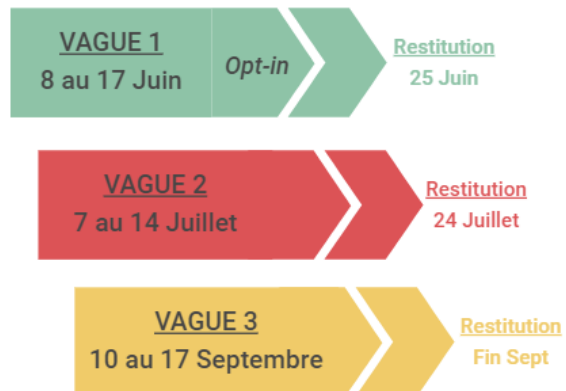 VAGUE 1
8 au 17 Juin
Opt-in
Restitution
25 Juin
VAGUE 2
7 au 14 Juillet
Restitution
24 Juillet
VAGUE 3
10 au 17 Septembre
Restitution
Fin Sept